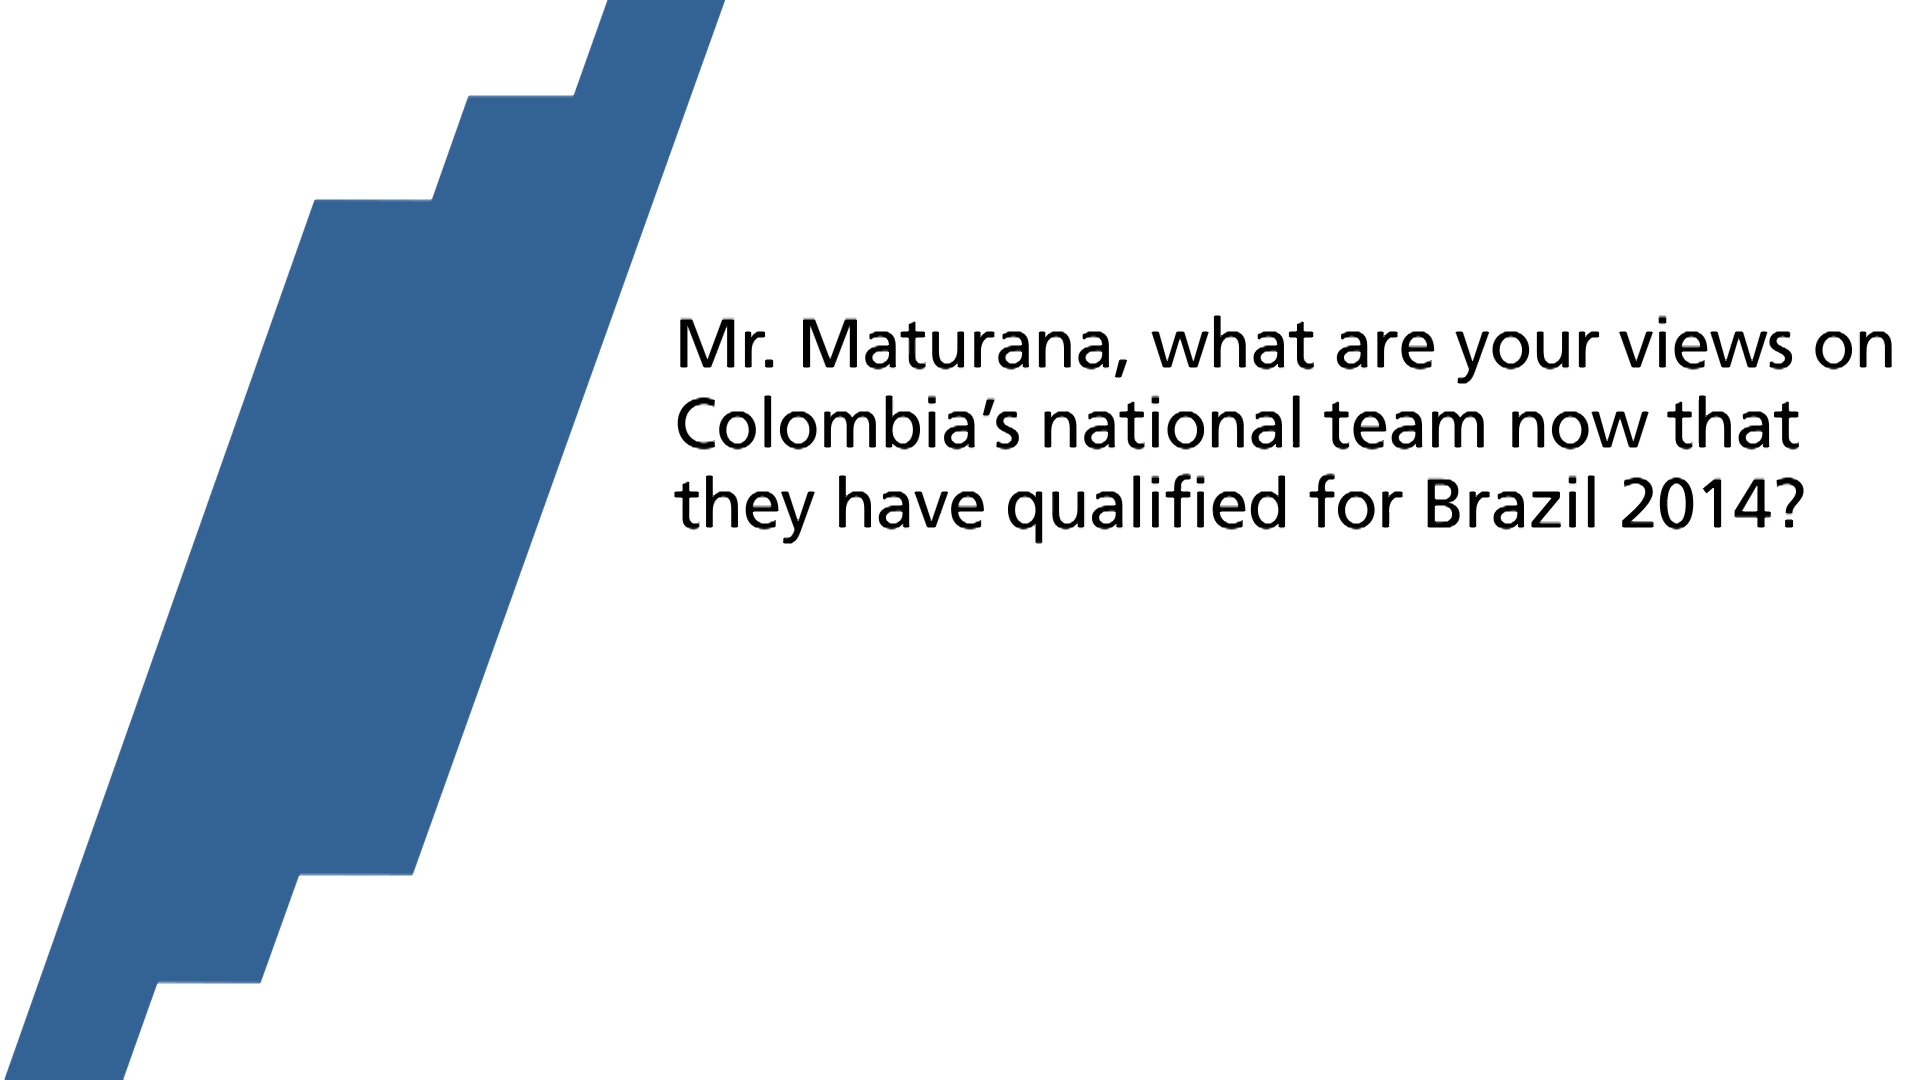 Mr. Maturana, what are your views on
Colombia’s national team now that
they have qualified for Brazil 2014?